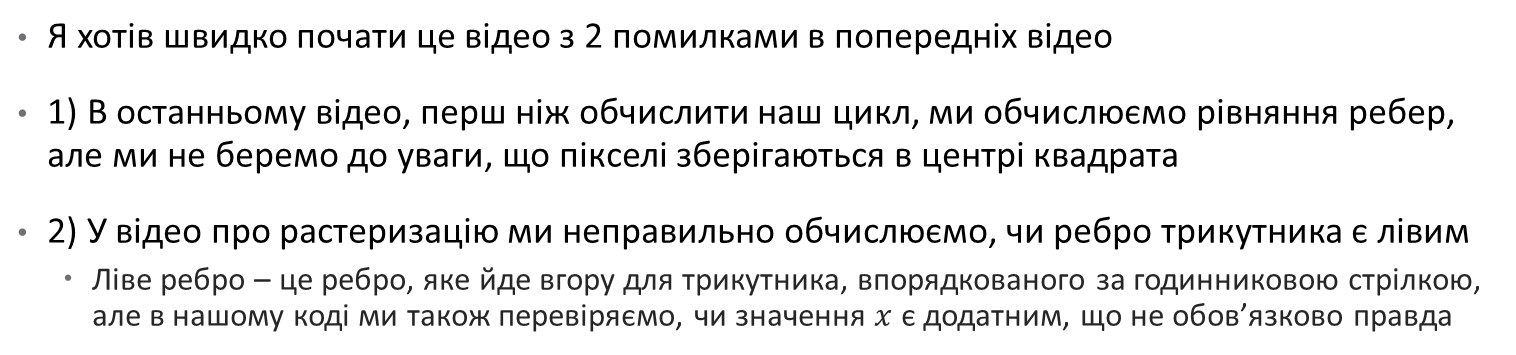 • Я хотів швидко почати це відео з 2 помилками в попередніх відео
• 1) В останньому відео, перш ніж обчислити наш цикл, ми обчислюємо рівняння ребер,
але ми не беремо до уваги, що пікселі зберігаються в центрі квадрата
• 2) У відео про растеризацію ми неправильно обчислюємо, чи ребро трикутника є лівим
• Ліве ребро – це ребро, яке йде вгору для трикутника, впорядкованого за годинниковою стрілкою,
але в нашому коді ми також перевіряємо, чи значення x є додатним, що не обов’язково правда